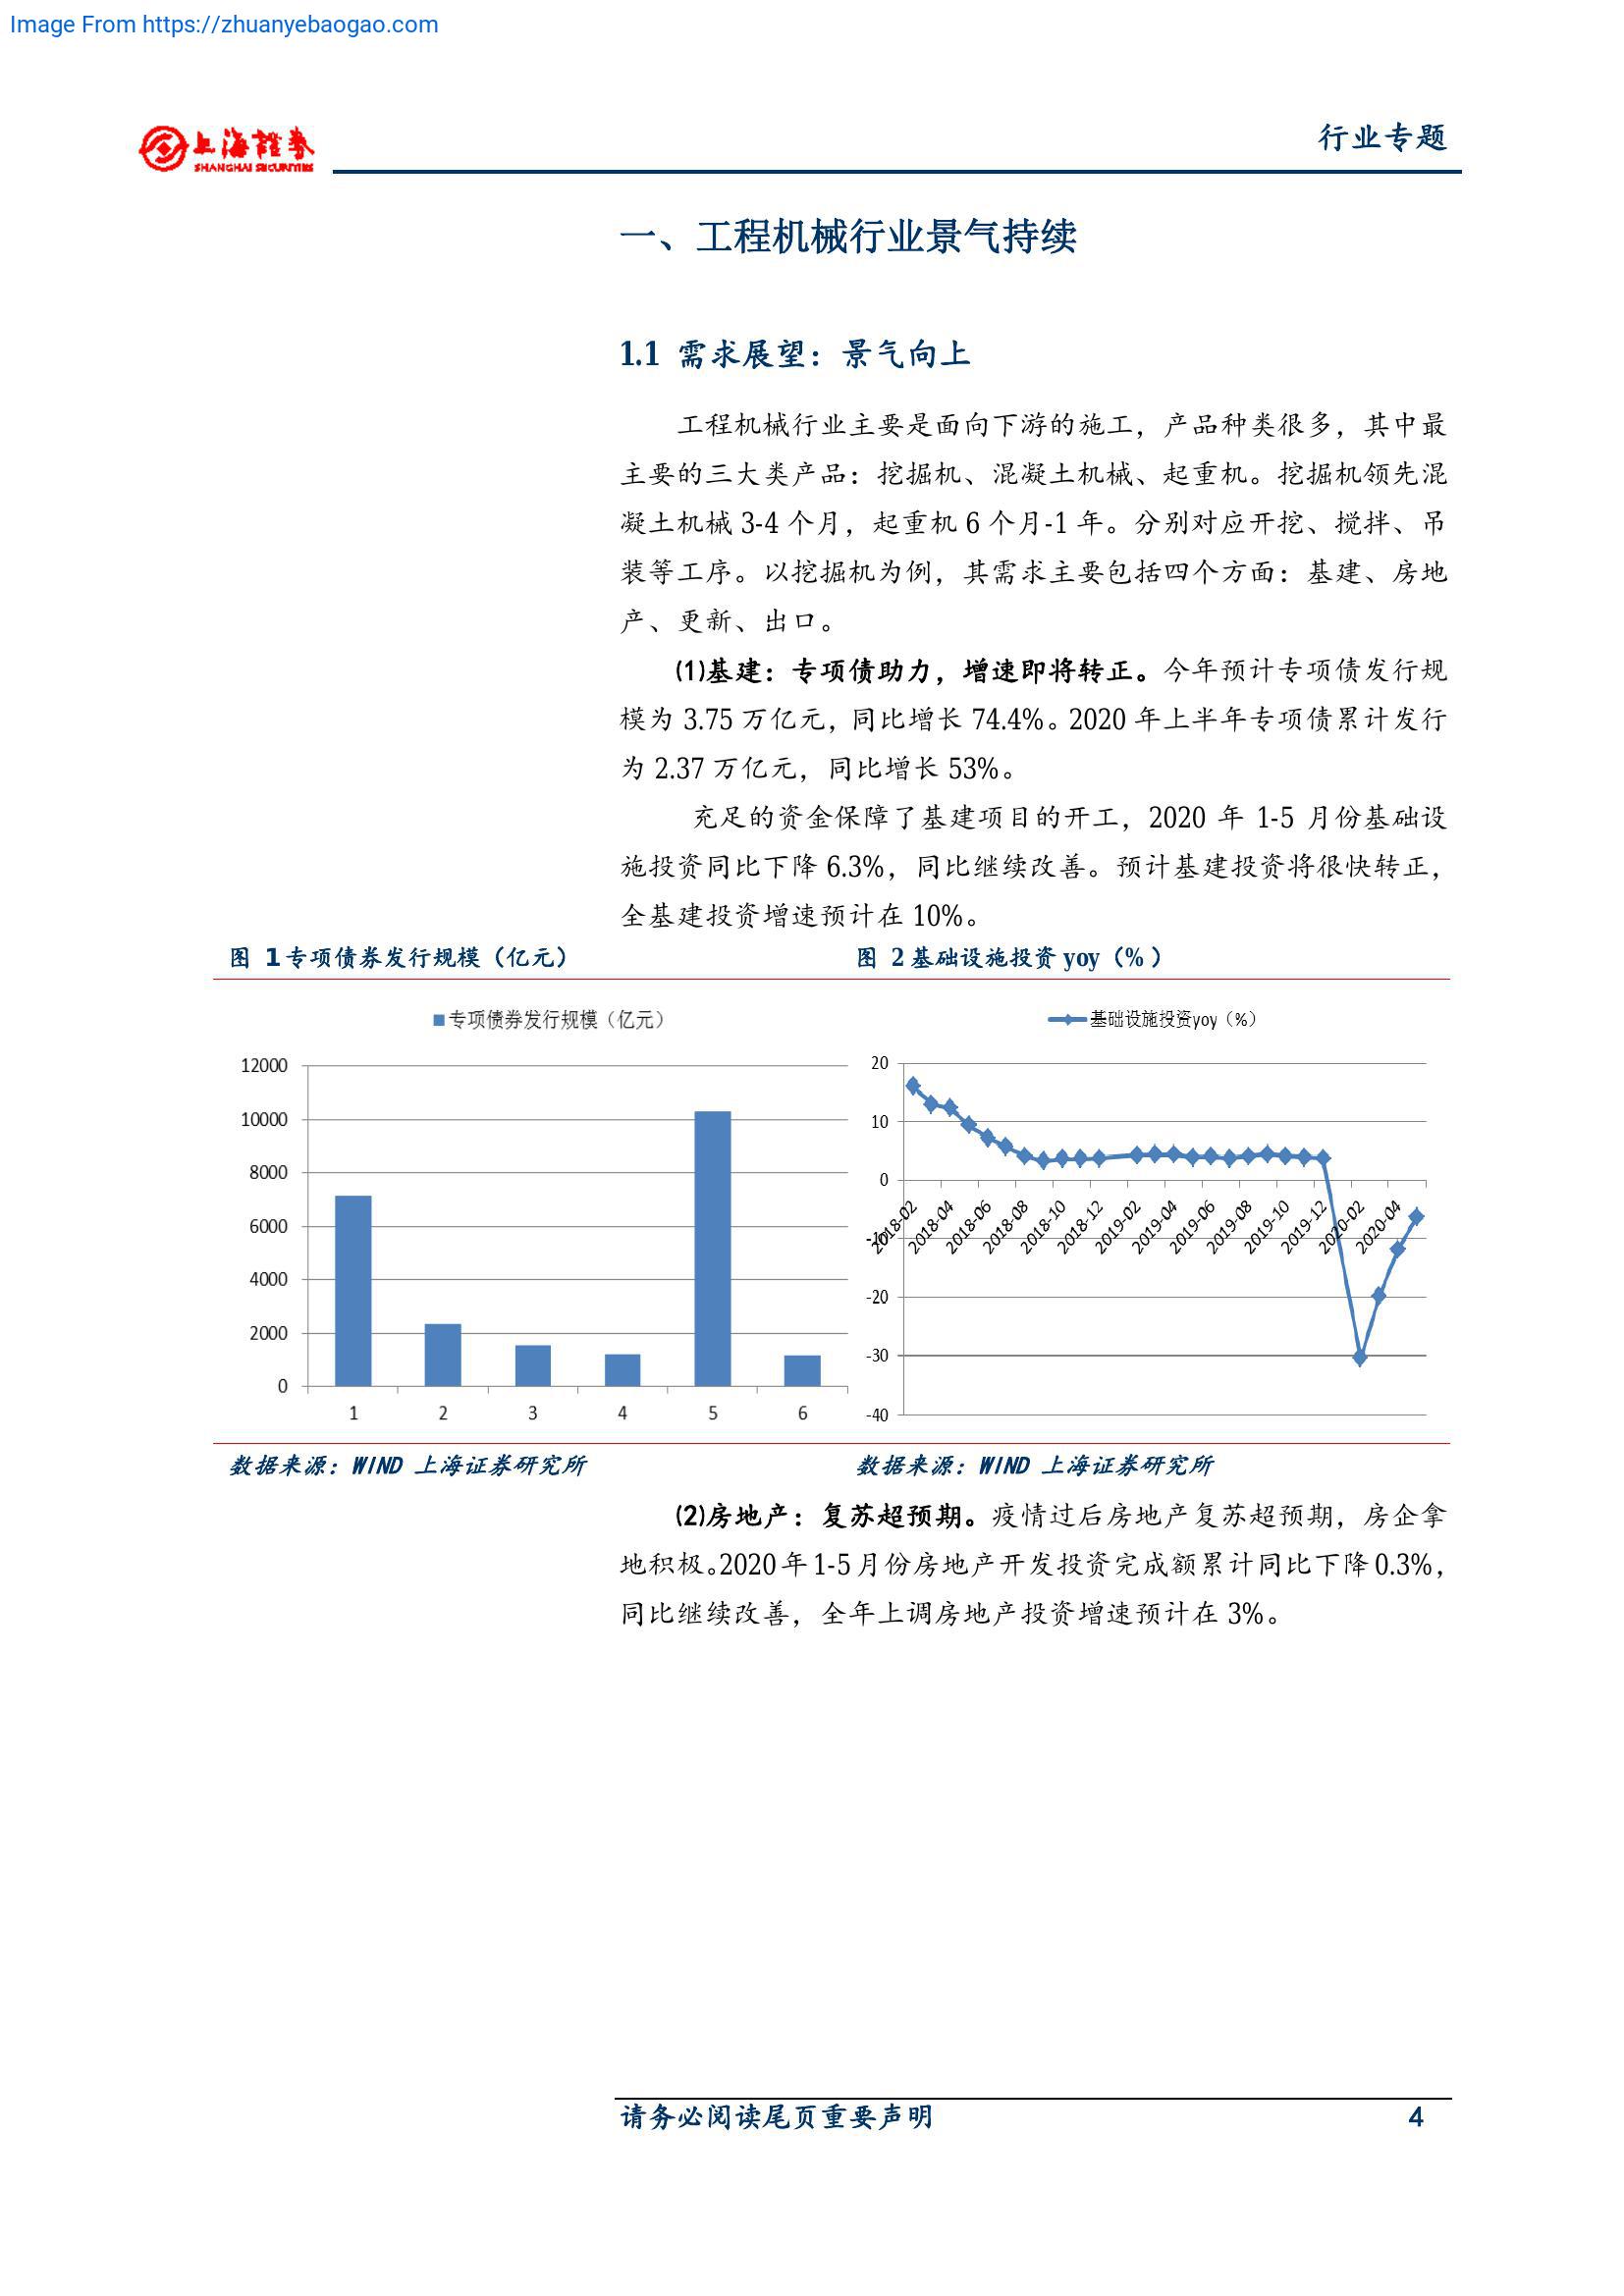 Image From https://zhuanyebaogao.com
上海證券
SHANGHAI SECURITIES
行业专题
一、工程机械行业景气持续
1.1 需求展望：景气向上
工程机械行业主要是面向下游的施工，产品种类很多，其中最
主要的三大类产品：挖掘机、混凝土机械、起重机。挖掘机领先混
凝土机械 3-4 个月，起重机 6 个月-1 年。分别对应开挖、搅拌、吊
装等工序。以挖掘机为例，其需求主要包括四个方面：基建、房地
产、更新、出口。
(1)基建：专项债助力，增速即将转正。今年预计专项债发行规
模为 3.75 万亿元，同比增长 74.4%。2020 年上半年专项债累计发行
为 2.37 万亿元，同比增长 53%。
充足的资金保障了基建项目的开工，2020 年 1-5 月份基础设
施投资同比下降 6.3%，同比继续改善。预计基建投资将很快转正，
全基建投资增速预计在 10%。
图 1 专项债券发行规模（亿元）
图 2 基础设施投资 yoy（%）
专项债券发行规模（亿元）
12000
10000
8000
6000
4000
2000
0
1 2 3 4 5 6
基础设施投资yoy（%）
20
10
0
-10
-20
-30
-40
2018-02 2018-04 2018-06 2018-08 2018-10 2018-12 2019-02 2019-04 2019-06 2019-08 2019-10 2019-12 2020-02 2020-04
数据来源：WIND 上海证券研究所
数据来源：WIND 上海证券研究所
(2)房地产：复苏超预期。疫情过后房地产复苏超预期，房企拿
地积极。2020 年 1-5 月份房地产开发投资完成额累计同比下降 0.3%，
同比继续改善，全年上调房地产投资增速预计在 3%。
请务必阅读尾页重要声明
4